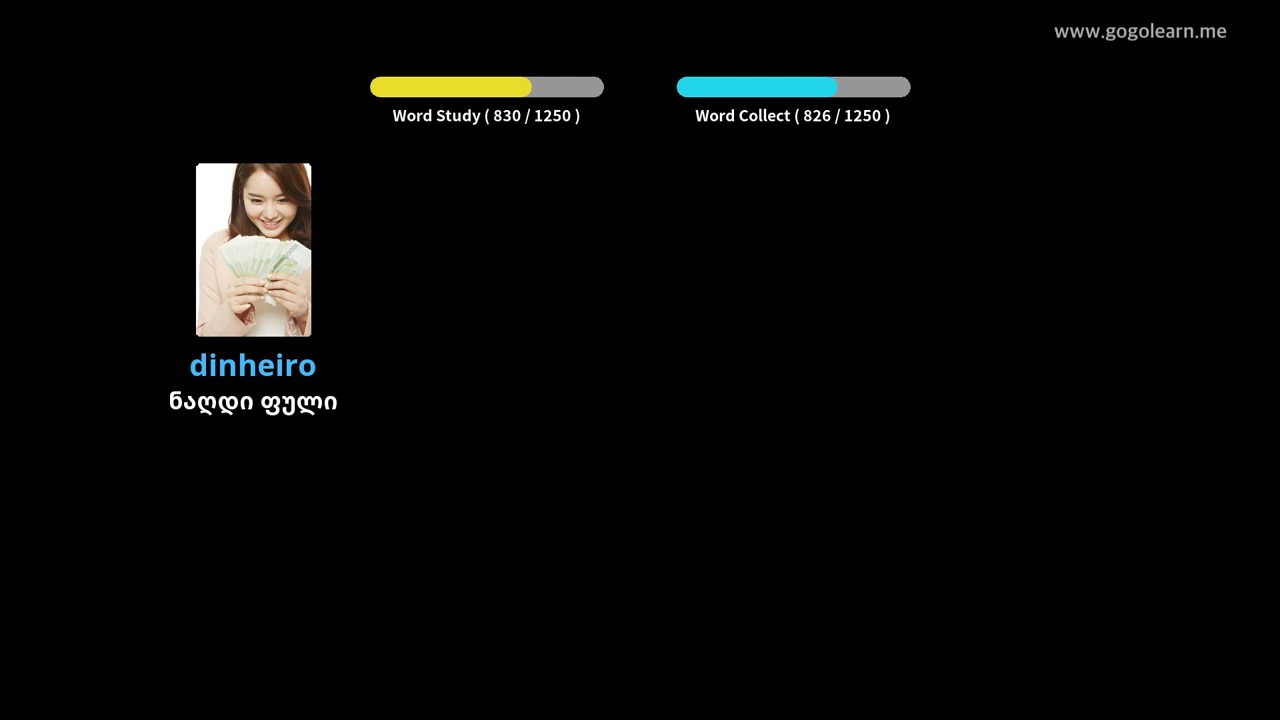 www.gogolearn.me
Word Study ( 830 / 1250 )
Word Collect ( 826 / 1250 )
dinheiro
ნაღდი ფული